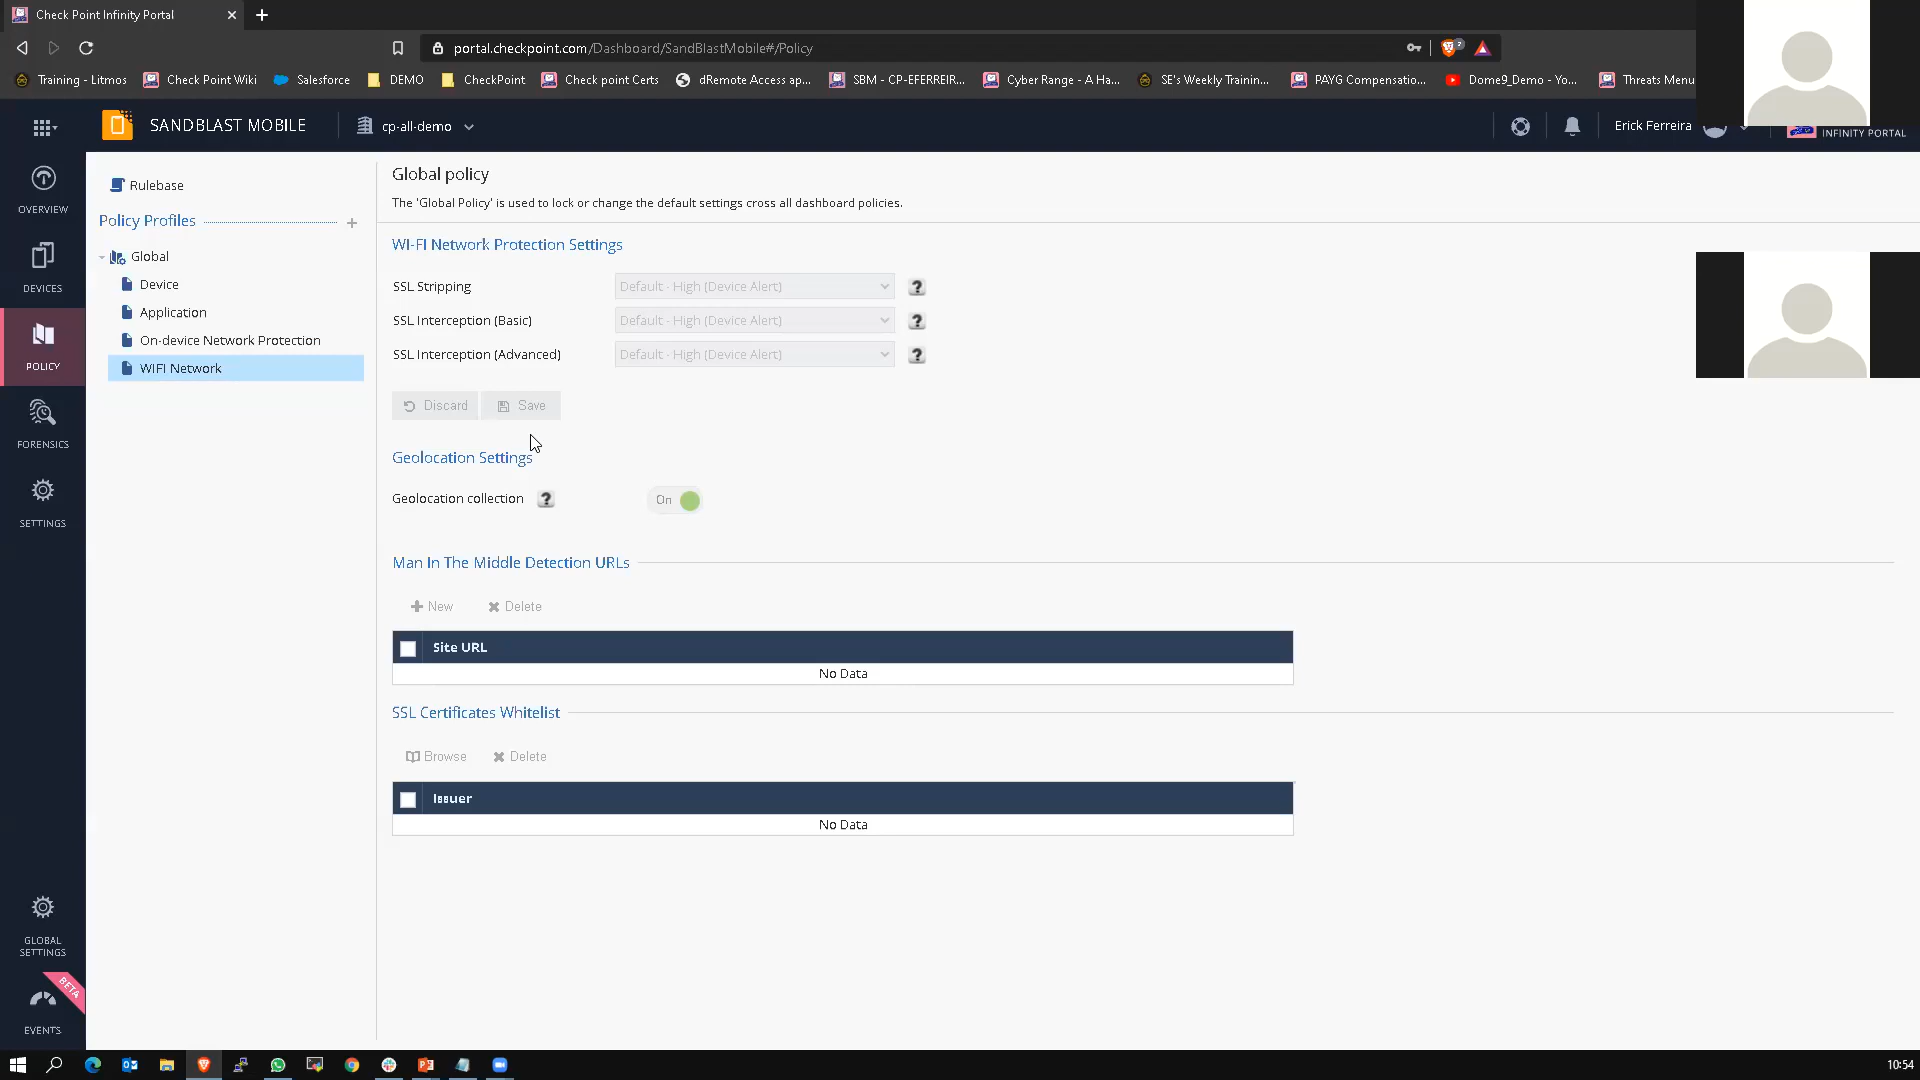 Check Point Infinity Portal
portal.checkpoint.com/Dashboard/SandBlastMobile#/Policy
2
Training - Litmos
Check Point Wiki
Salesforce
DEMO
CheckPoint
Check point Certs
dRemote Access ap...
SBM - CP-EFERREIR...
Cyber Range - A Ha...
SE's Weekly Trainin...
PAYG Compensatio...
Dome9_Demo - Yo...
Threats Menu
SANDBLAST MOBILE
cp-all-demo
Erick Ferreira
INFINITY PORTAL
OVERVIEW
DEVICES
POLICY
FORENSICS
SETTINGS
GLOBAL
SETTINGS
BETA
EVENTS
Rulebase
Policy Profiles
Global
Device
Application
On-device Network Protection
WIFI Network
Global policy
The 'Global Policy' is used to lock or change the default settings cross all dashboard policies.
WI-FI Network Protection Settings
SSL Stripping
Default - High (Device Alert)
?
SSL Interception (Basic)
Default - High (Device Alert)
?
SSL Interception (Advanced)
Default - High (Device Alert)
?
Discard
Save
Geolocation Settings
Geolocation collection
?
On
Man In The Middle Detection URLs
New
Delete
Site URL
No Data
SSL Certificates Whitelist
Browse
Delete
Issuer
No Data
10:54